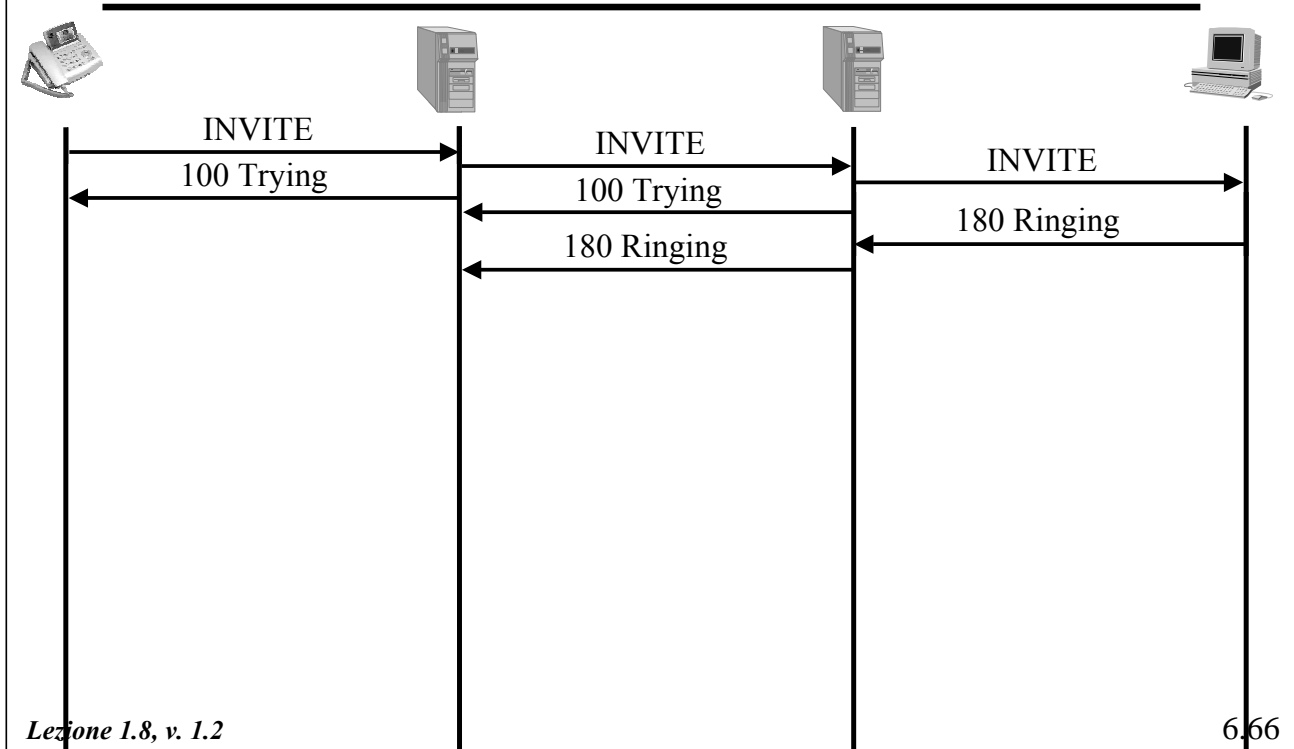 INVITE
INVITE
INVITE
100 Trying
100 Trying
180 Ringing
180 Ringing
Lezione 1.8, v. 1.2
6.66